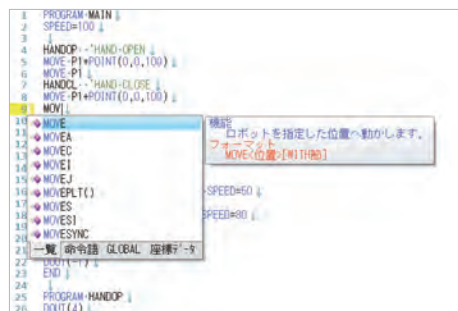 1 PROGRAM MAIN
2 SPEED=100
3
4 HANDOP 'HAND OPEN
5 MOVE P1+POINT(0,0,100)
6 MOVE P1
7 HANDCL 'HAND CLOSE
8 MOVE P1+POINT(0,0,100)
9 MOV
10 MOVE
11 MOVEA
12 MOVEC
13 MOVEI
14 MOVEJ
15 MOVEPLT()
SPEED=50
MOVES
MOVESI
SPEED=80
MOVESYNC
一覧 命令語 GLOBAL 座標データ
機能
ロボットを指定した位置へ動かします。
フォーマット
MOVE<位置>[WITH節]
22 DOUT(-1)
23 END
24
25 PROGRAM HANDOP
26 DOUT(4)